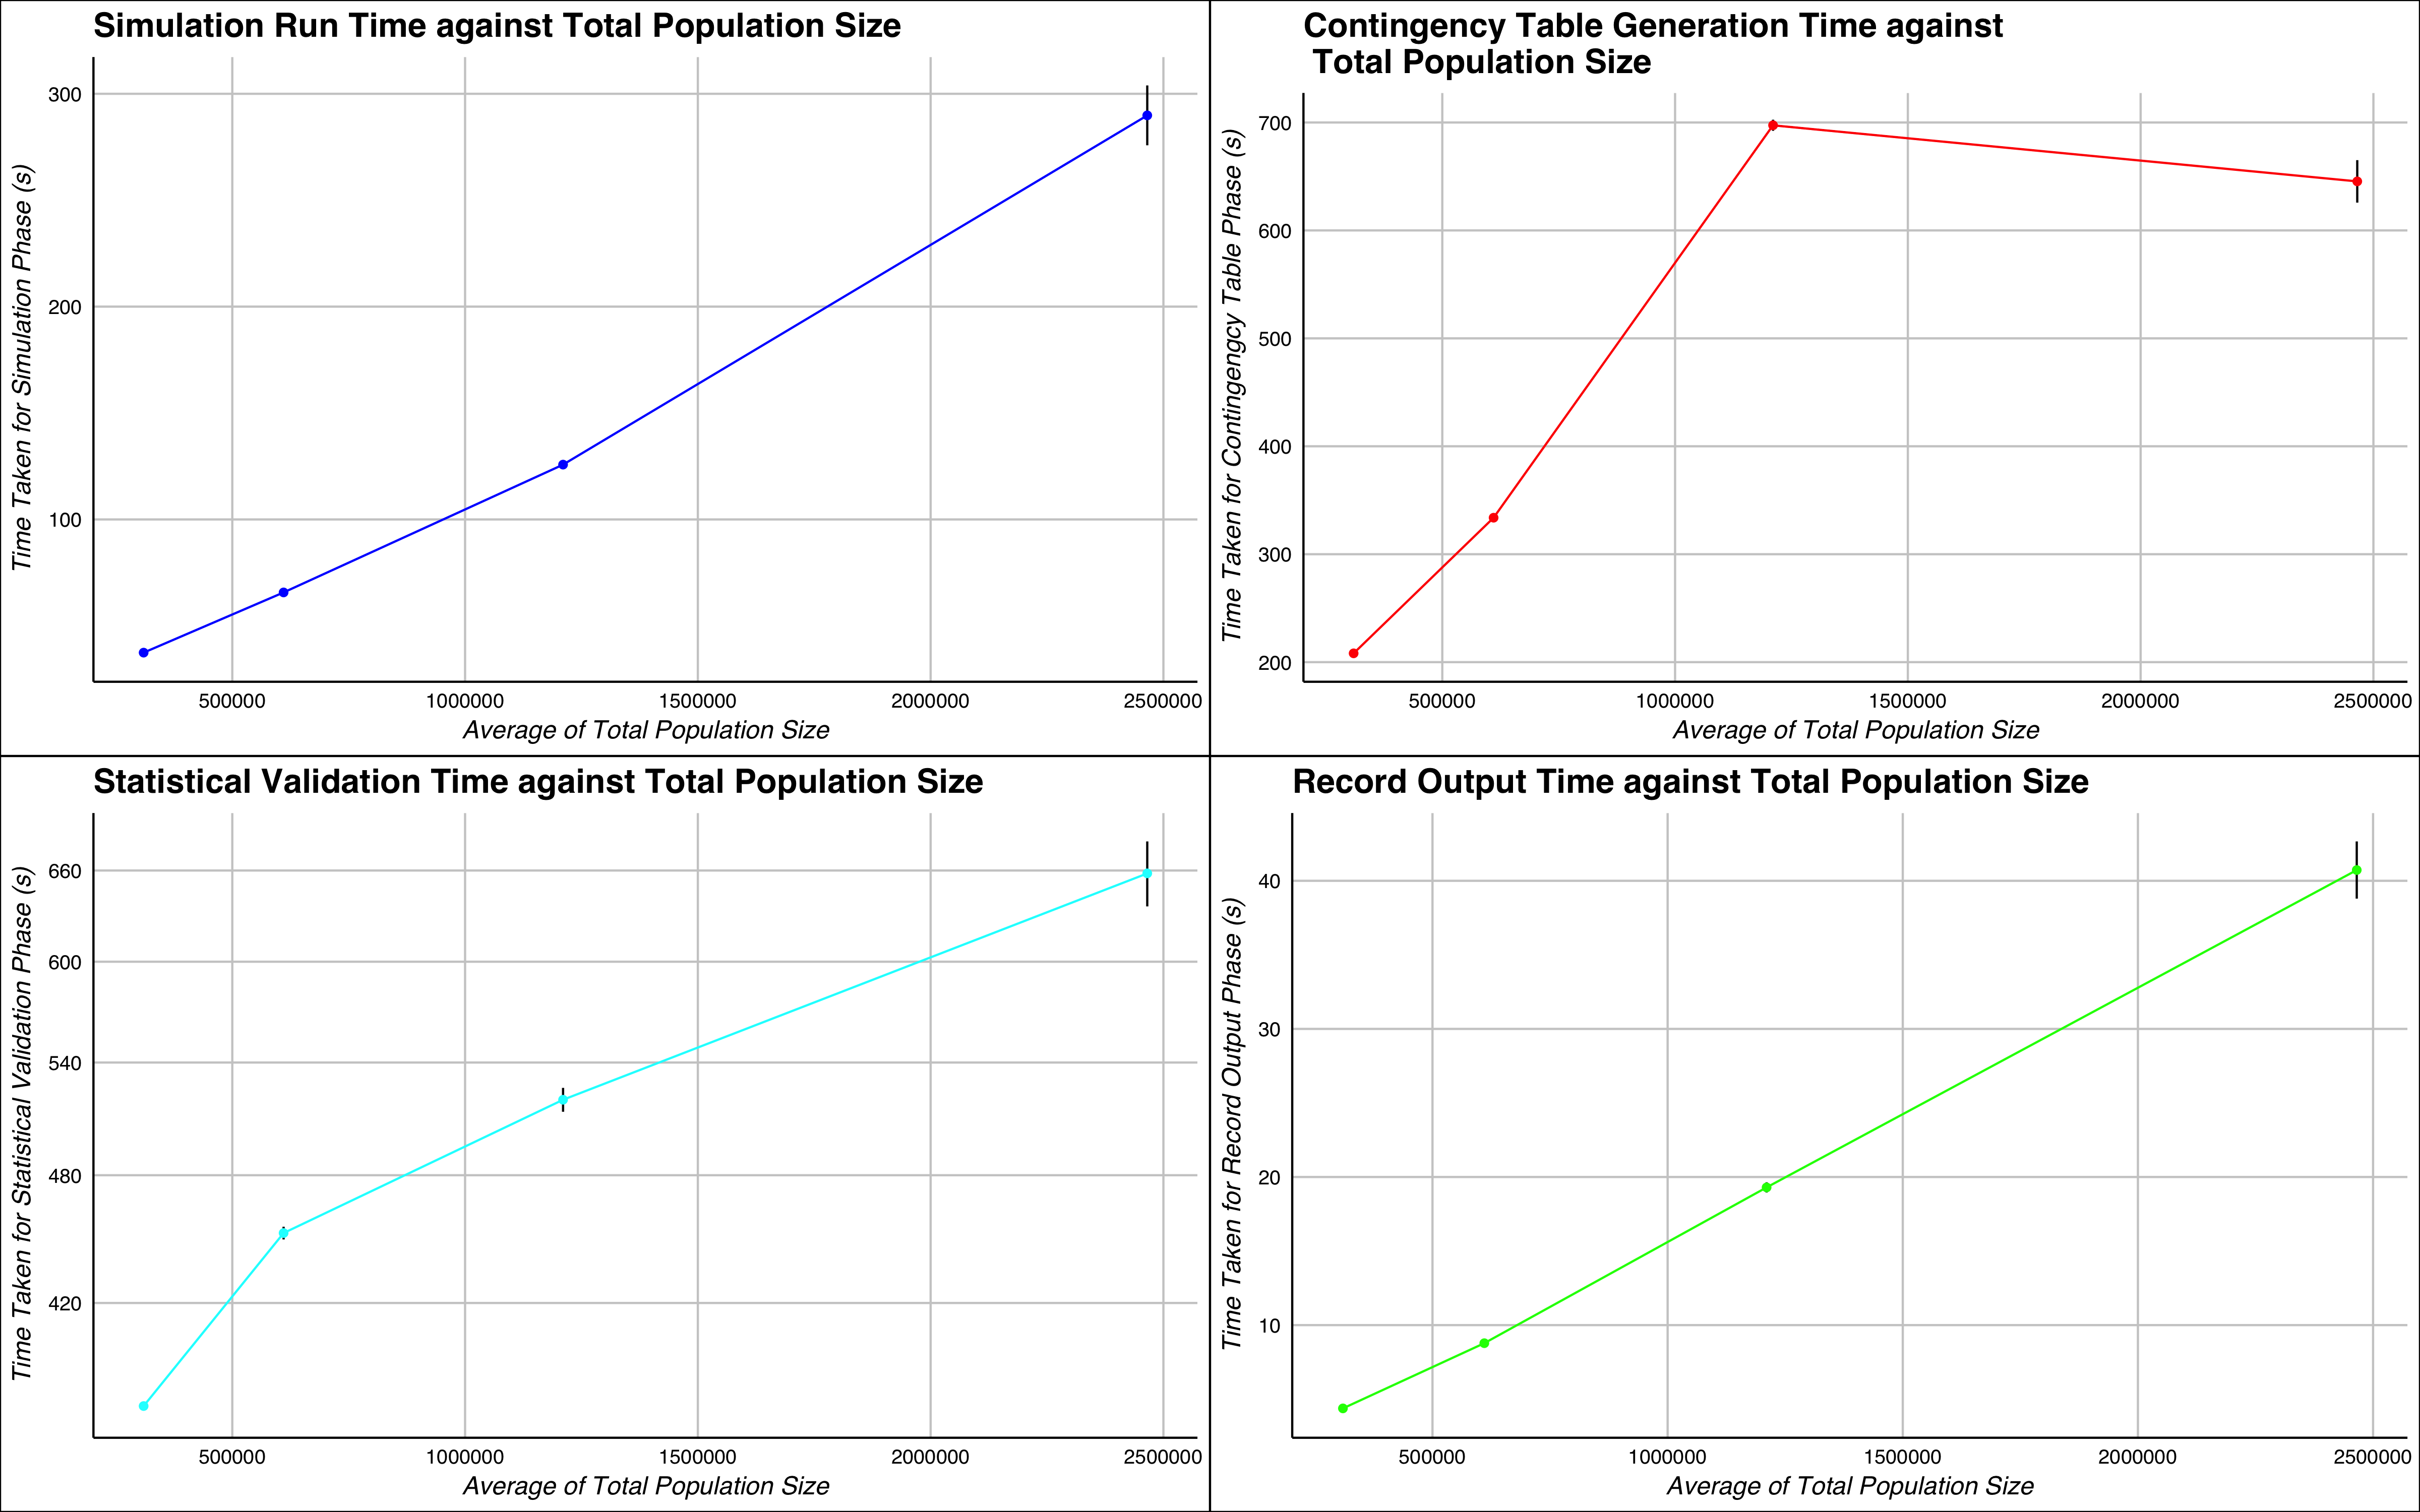 Simulation Run Time against Total Population Size
Time Taken for Simulation Phase (s)
300
200
100
500000 1000000 1500000 2000000 2500000
Average of Total Population Size
Contingency Table Generation Time against
Total Population Size
Time Taken for Contingengcy Table Phase (s)
700
600
500
400
300
200
500000 1000000 1500000 2000000 2500000
Average of Total Population Size
Statistical Validation Time against Total Population Size
Time Taken for Statistical Validation Phase (s)
660
600
540
480
420
500000 1000000 1500000 2000000 2500000
Average of Total Population Size
Record Output Time against Total Population Size
Time Taken for Record Output Phase (s)
40
30
20
10
500000 1000000 1500000 2000000 2500000
Average of Total Population Size